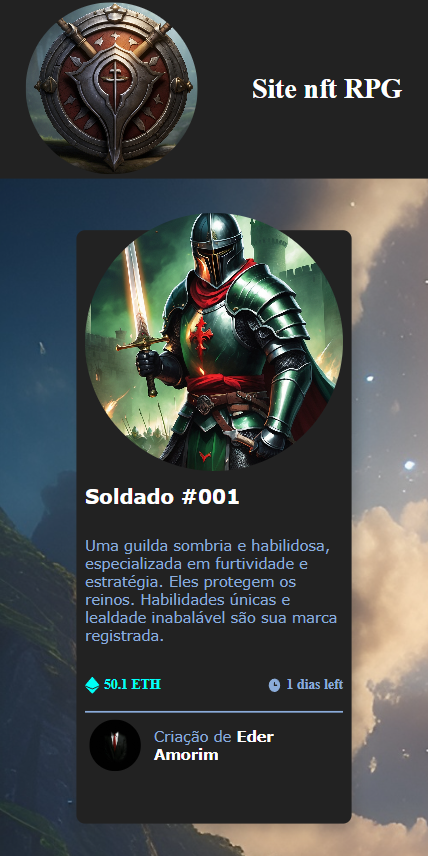 Site nft RPG
Soldado #001
Uma guilda sombria e habilidosa,
especializada em furtividade e
estratégia. Eles protegem os
reinos. Habilidades únicas e
lealdade inabalável são sua marca
registrada.
50.1 ETH
1 dias left
Criação de Eder
Amorim